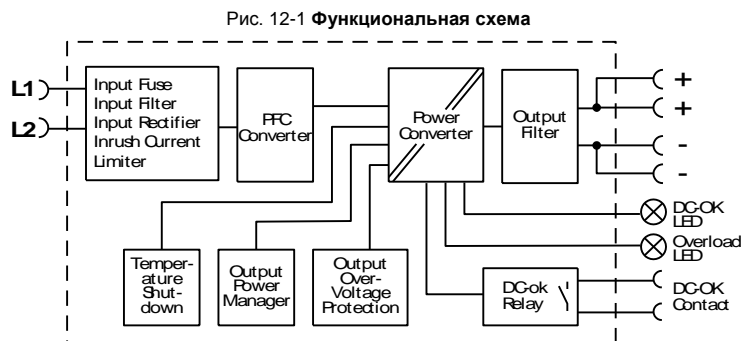 Рис. 12-1 Функциональная схема
L1
L2
Input Fuse
Input Filter
Input Rectifier
Inrush Current
Limiter
PFC
Converter
Power
Converter
Output
Filter
+
+
-
-
DC-OK
LED
Overload
LED
Temper-
ature
Shut-
down
Output
Power
Manager
Output
Over-
Voltage
Protection
DC-ok
Relay
DC-OK
Contact